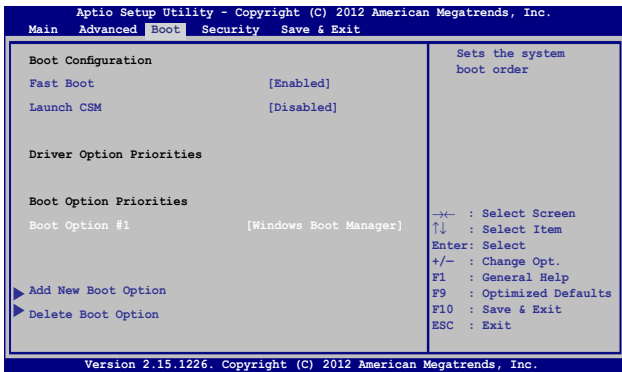 Aptio Setup Utility - Copyright (C) 2012 American Megatrends, Inc.
Main Advanced Boot Security Save & Exit
Boot Configuration
Fast Boot [Enabled]
Launch CSM [Disabled]
Driver Option Priorities
Boot Option Priorities
Boot Option #1 [Windows Boot Manager]
Add New Boot Option
Delete Boot Option
Sets the system
boot order
→← : Select Screen
↑↓ : Select Item
Enter: Select
+/— : Change Opt.
F1 : General Help
F9 : Optimized Defaults
F10 : Save & Exit
ESC : Exit
Version 2.15.1226. Copyright (C) 2012 American Megatrends, Inc.